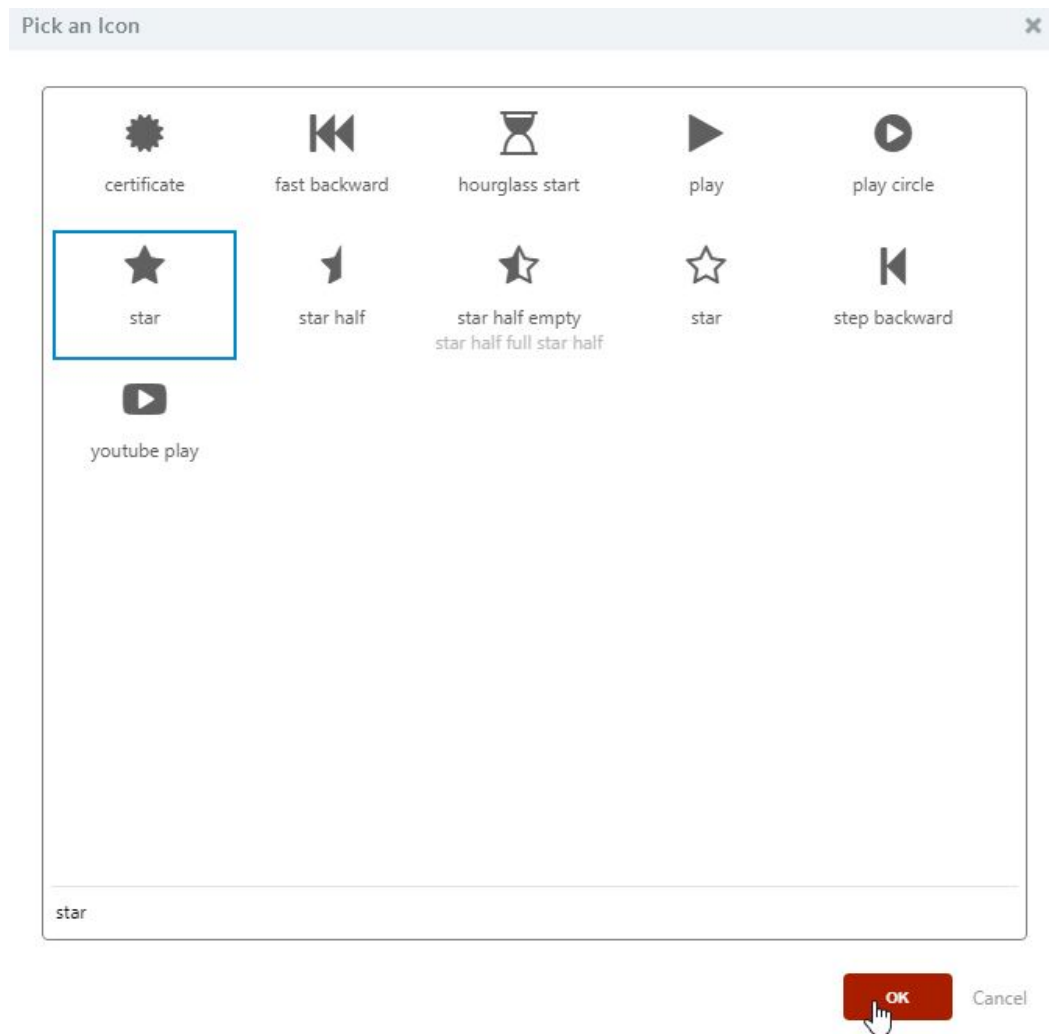 Pick an Icon
certificate
fast backward
hourglass start
play
play circle
star
star half
star half empty
star half full star half
star
step backward
youtube play
star
OK
Cancel